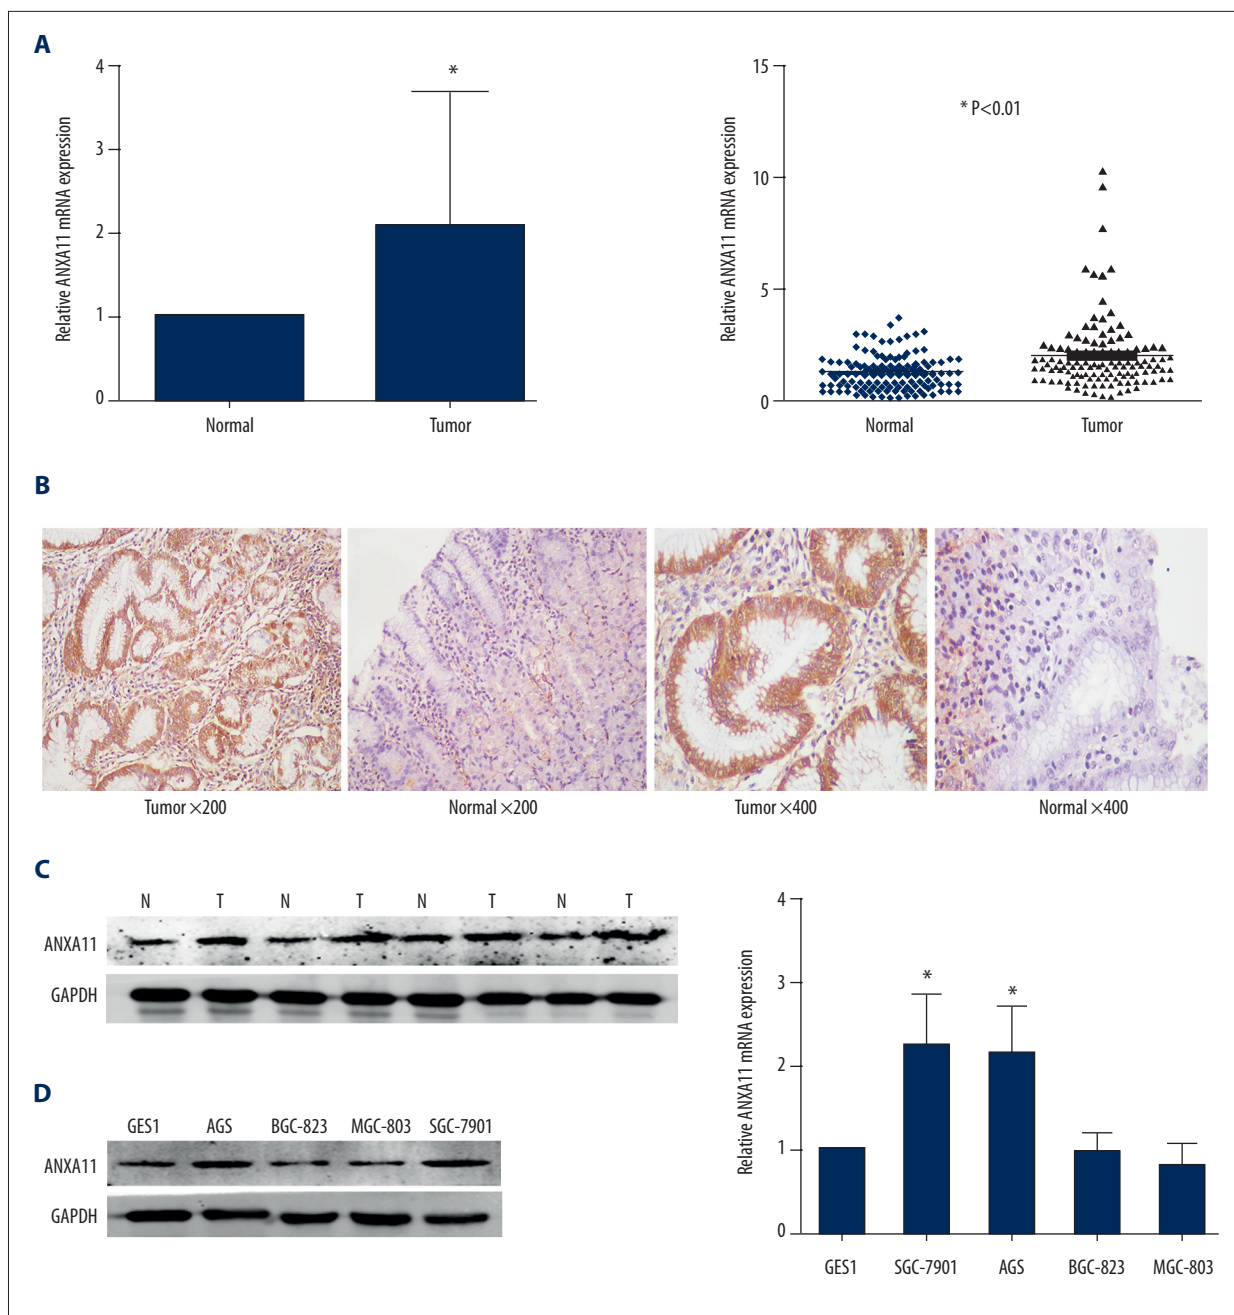 A
4
3
2
1
0
Relative ANXA11 mRNA expression
*
Normal Tumor
15
10
5
0
Relative ANXA11 mRNA expression
* P<0.01
Normal Tumor
B
Tumor ×200 Normal ×200 Tumor ×400 Normal ×400
C
N T N T N T N T
ANXA11
GAPDH
D
GES1 AGS BGC-823 MGC-803 SGC-7901
ANXA11
GAPDH
4
3
2
1
0
Relative ANXA11 mRNA expression
* *
GES1 SGC-7901 AGS BGC-823 MGC-803